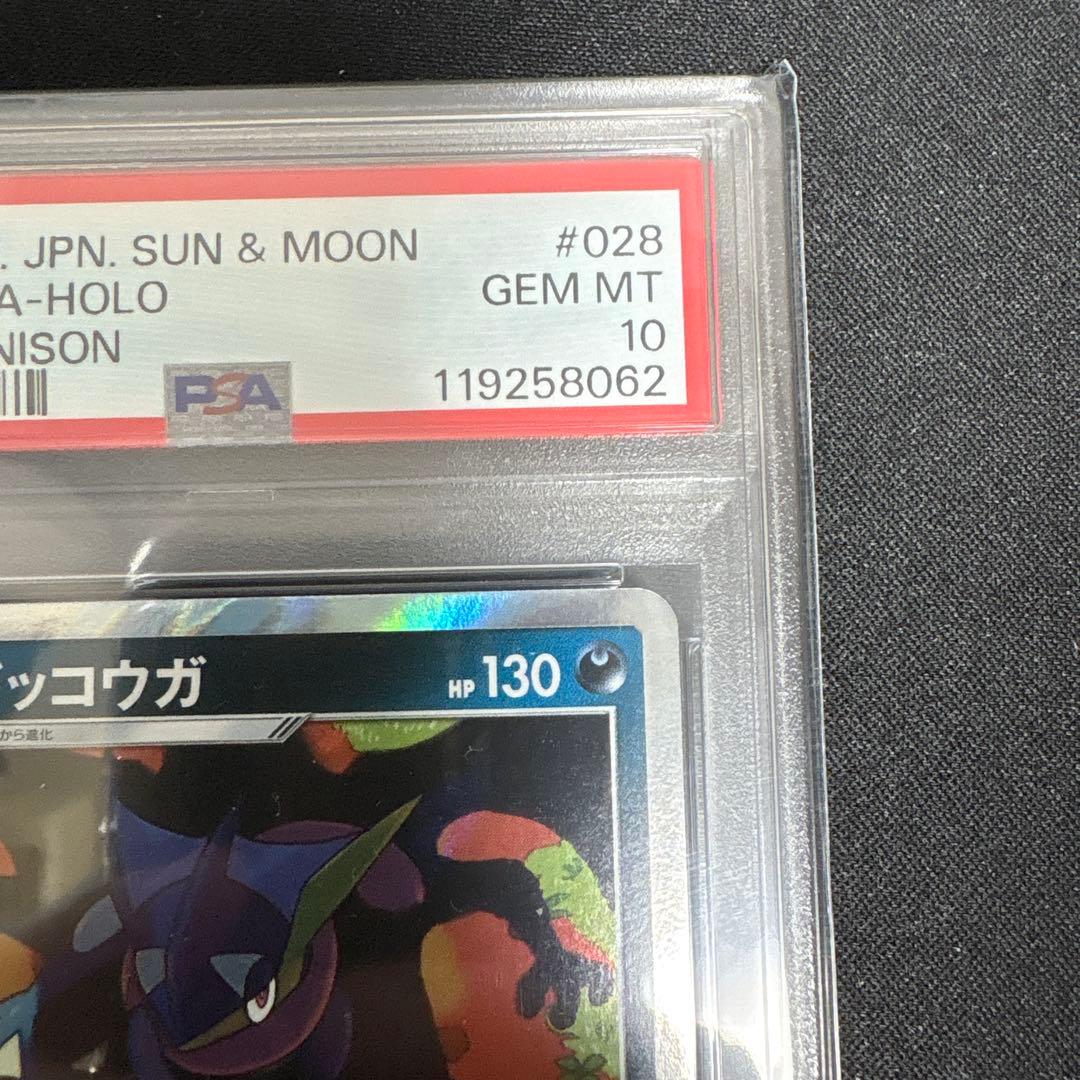 . JPN. SUN & MOON #028
A-HOLO GEM MT
NISON 10
PSA 119258062
ッコウガ HP 130
から進化